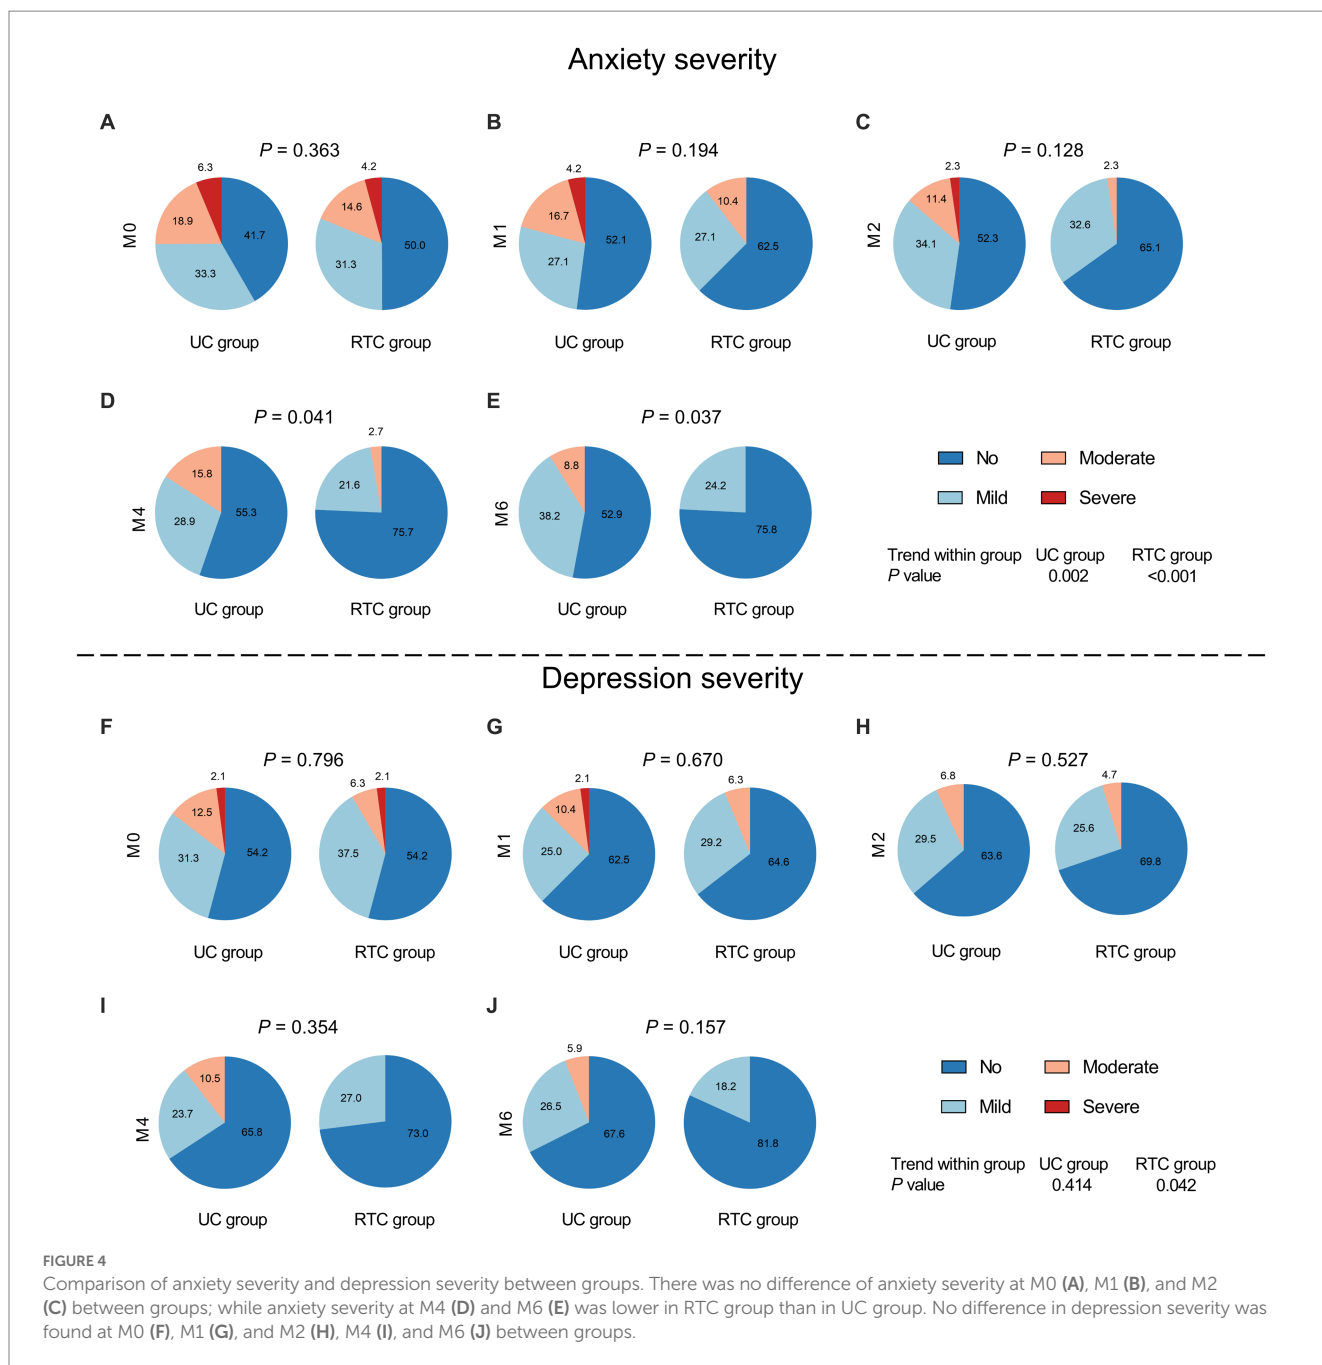 Anxiety severity
A
B
C
P = 0.363
P = 0.194
P = 0.128
6.3
4.2
4.2
2.3
2.3
M0
18.9
41.7
33.3
14.6
50.0
31.3
M1
16.7
52.1
27.1
10.4
27.1
62.5
M2
11.4
34.1
52.3
32.6
65.1
UC group
RTC group
UC group
RTC group
UC group
RTC group
D
E
P = 0.041
P = 0.037
2.7
M4
15.8
28.9
55.3
21.6
75.7
M6
8.8
38.2
52.9
24.2
75.8
UC group
RTC group
UC group
RTC group
No
Moderate
Mild
Severe
Trend within group UC group RTC group
P value 0.002 <0.001
Depression severity
F
G
H
P = 0.796
P = 0.670
P = 0.527
2.1
6.3
2.1
2.1
6.3
6.8
4.7
M0
12.5
31.3
54.2
37.5
54.2
M1
10.4
25.0
62.5
29.2
64.6
M2
29.5
63.6
25.6
69.8
UC group
RTC group
UC group
RTC group
UC group
RTC group
I
J
P = 0.354
P = 0.157
5.9
M4
10.5
23.7
65.8
27.0
73.0
M6
26.5
67.6
18.2
81.8
UC group
RTC group
UC group
RTC group
No
Moderate
Mild
Severe
Trend within group UC group RTC group
P value 0.414 0.042
FIGURE 4
Comparison of anxiety severity and depression severity between groups. There was no difference of anxiety severity at M0 (A), M1 (B), and M2
(C) between groups; while anxiety severity at M4 (D) and M6 (E) was lower in RTC group than in UC group. No difference in depression severity was
found at M0 (F), M1 (G), and M2 (H), M4 (I), and M6 (J) between groups.